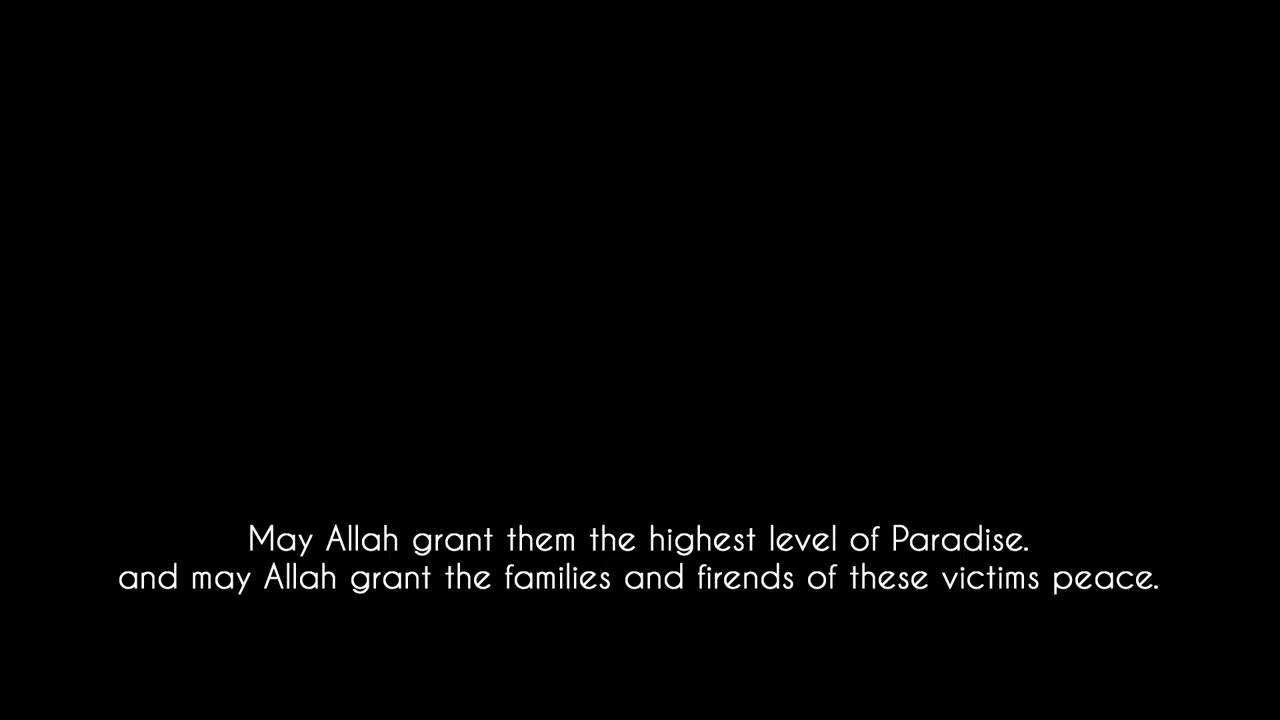 May Allah grant them the highest level of Paradise.
and may Allah grant the families and firends of these victims peace.